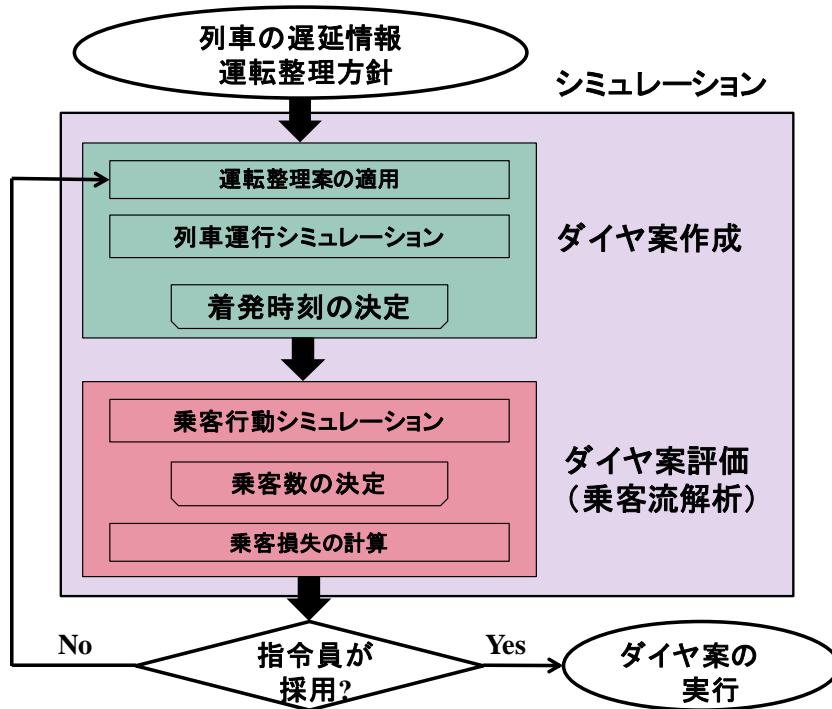 列車の遅延情報
運転整理方針
シミュレーション
運転整理案の適用
列車運行シミュレーション
ダイヤ案作成
着発時刻の決定
乗客行動シミュレーション
乗客数の決定
ダイヤ案評価
（乗客流解析）
乗客損失の計算
No
指令員が
採用?
Yes
ダイヤ案の
実行